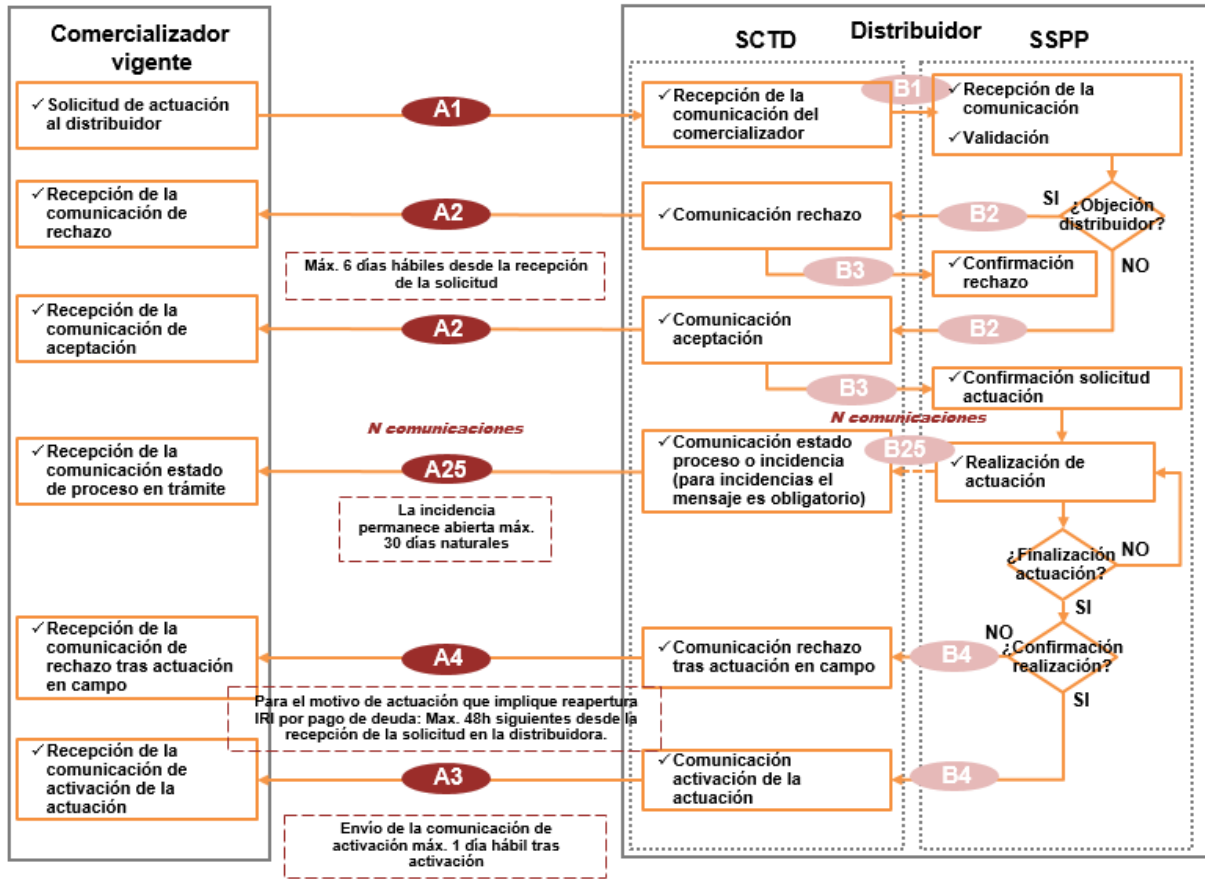 Comercializador
vigente
Distribuidor
SCTD
SSPP
✓ Solicitud de actuación
al distribuidor
A1
✓ Recepción de la
comunicación del
comercializador
B1
✓ Recepción de la
comunicación
✓ Validación
✓ Recepción de la
comunicación de
rechazo
A2
✓ Comunicación rechazo
B2
SI
¿Objeción
distribuidor?
NO
Máx. 6 días hábiles desde la recepción
de la solicitud
B3
✓ Confirmación
rechazo
✓ Recepción de la
comunicación de
aceptación
A2
✓ Comunicación
aceptación
B2
B3
✓ Confirmación solicitud
actuación
N comunicaciones
N comunicaciones
✓ Recepción de la
comunicación estado
de proceso en trámite
A25
✓ Comunicación estado
proceso o incidencia
(para incidencias el
mensaje es obligatorio)
B25
✓ Realización de
actuación
La incidencia
permanece abierta máx.
30 días naturales
¿Finalización
actuación?
NO
SI
✓ Recepción de la
comunicación de
rechazo tras actuación
en campo
A4
✓ Comunicación rechazo
tras actuación en campo
B4
NO
¿Confirmación
realización?
SI
Para el motivo de actuación que implique reapertura
IRI por pago de deuda: Max. 48h siguientes desde la
recepción de la solicitud en la distribuidora.
✓ Recepción de la
comunicación de
activación de la
actuación
A3
✓ Comunicación
activación de la
actuación
B4
Envío de la comunicación de
activación máx. 1 día hábil tras
activación